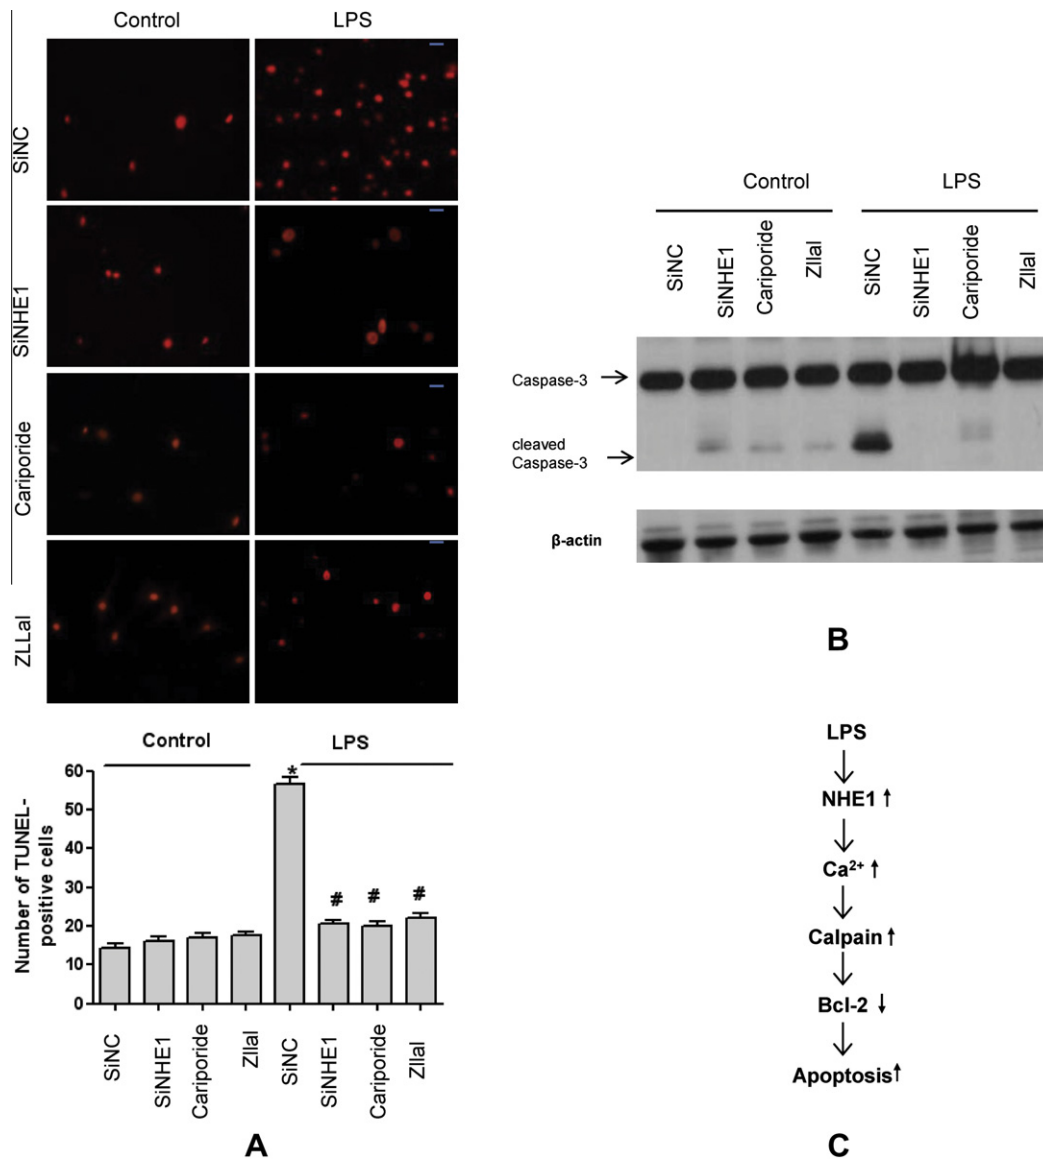 Control LPS
SiNC
SiNHE1
Cariporide
ZLLal
Control LPS
Number of TUNEL-
positive cells
60
50
40
30
20
10
0
*
# # #
SiNC SiNHE1 Cariporide Zllal SiNC SiNHE1 Cariporide Zllal
A
Control LPS
SiNC SiNHE1 Cariporide Zllal SiNC SiNHE1 Cariporide Zllal
Caspase-3 →
cleaved
Caspase-3 →
β-actin
B
LPS
↓
NHE1 ↑
↓
Ca²⁺ ↑
↓
Calpain ↑
↓
Bcl-2 ↓
↓
Apoptosis ↑
C